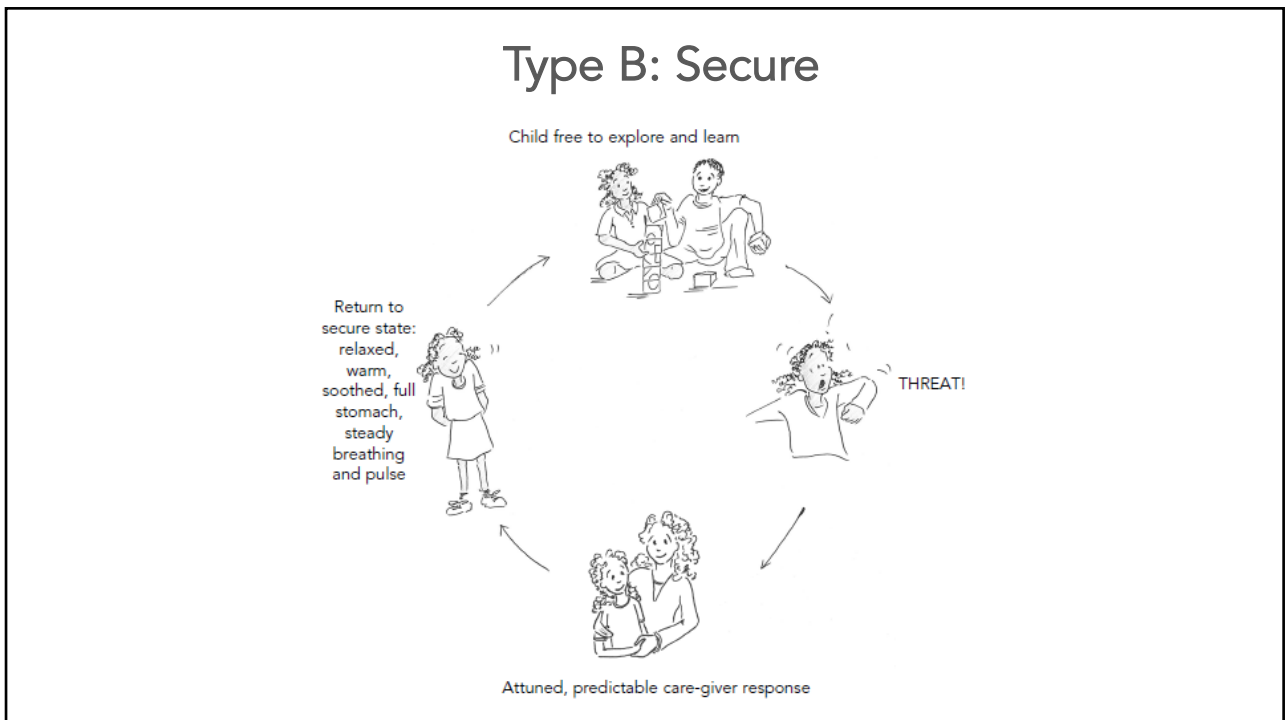 Type B: Secure
Child free to explore and learn
THREAT!
Attuned, predictable care-giver response
Return to
secure state:
relaxed,
warm,
soothed, full
stomach,
steady
breathing
and pulse